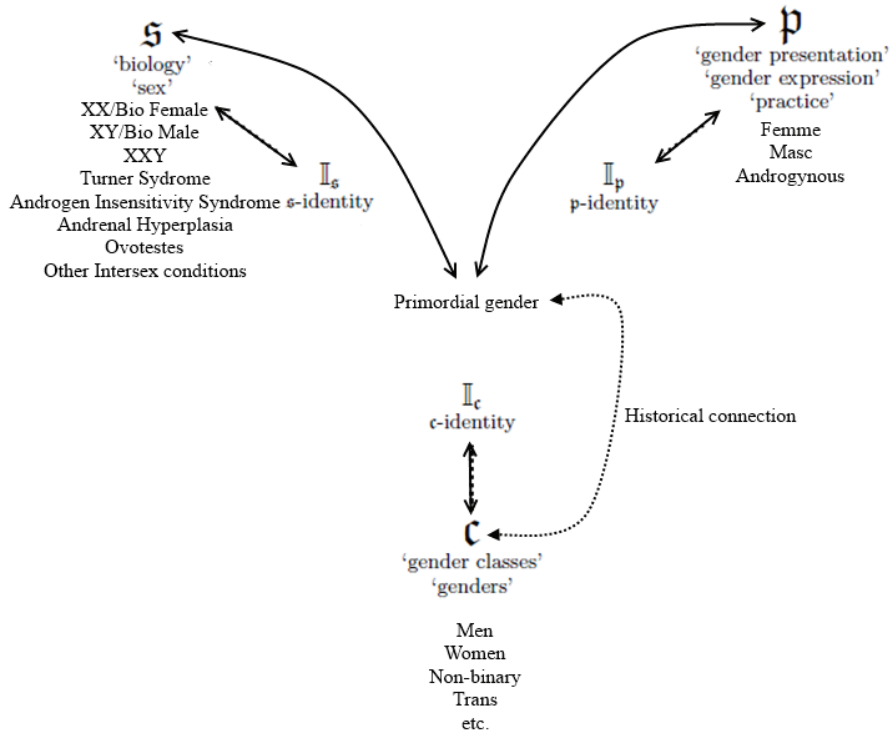 𝔰
‘biology’
‘sex’
XX/Bio Female
XY/Bio Male
XXY
Turner Sydrome
Androgen Insensitivity Syndrome
Andrenal Hyperplasia
Ovotestes
Other Intersex conditions
𝕀𝔰
𝔰-identity
𝔭
‘gender presentation’
‘gender expression’
‘practice’
Femme
Masc
Androgynous
𝕀𝔭
𝔭-identity
Primordial gender
𝕀𝔠
𝔠-identity
Historical connection
𝔠
‘gender classes’
‘genders’
Men
Women
Non-binary
Trans
etc.